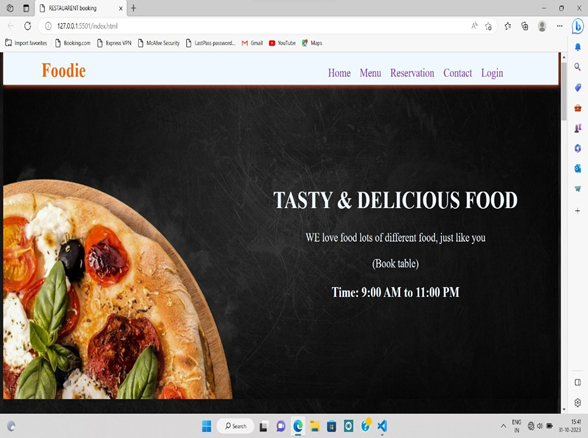 RESTAUARENT booking
127.0.0.1:5501/index.html
Import favorites Booking.com Express VPN McAfee Security LastPass password... Gmail YouTube Maps
Foodie
Home Menu Reservation Contact Login
TASTY & DELICIOUS FOOD
WE love food lots of different food, just like you
(Book table)
Time: 9:00 AM to 11:00 PM
Search
ENG
IN
15:41
31-10-2023